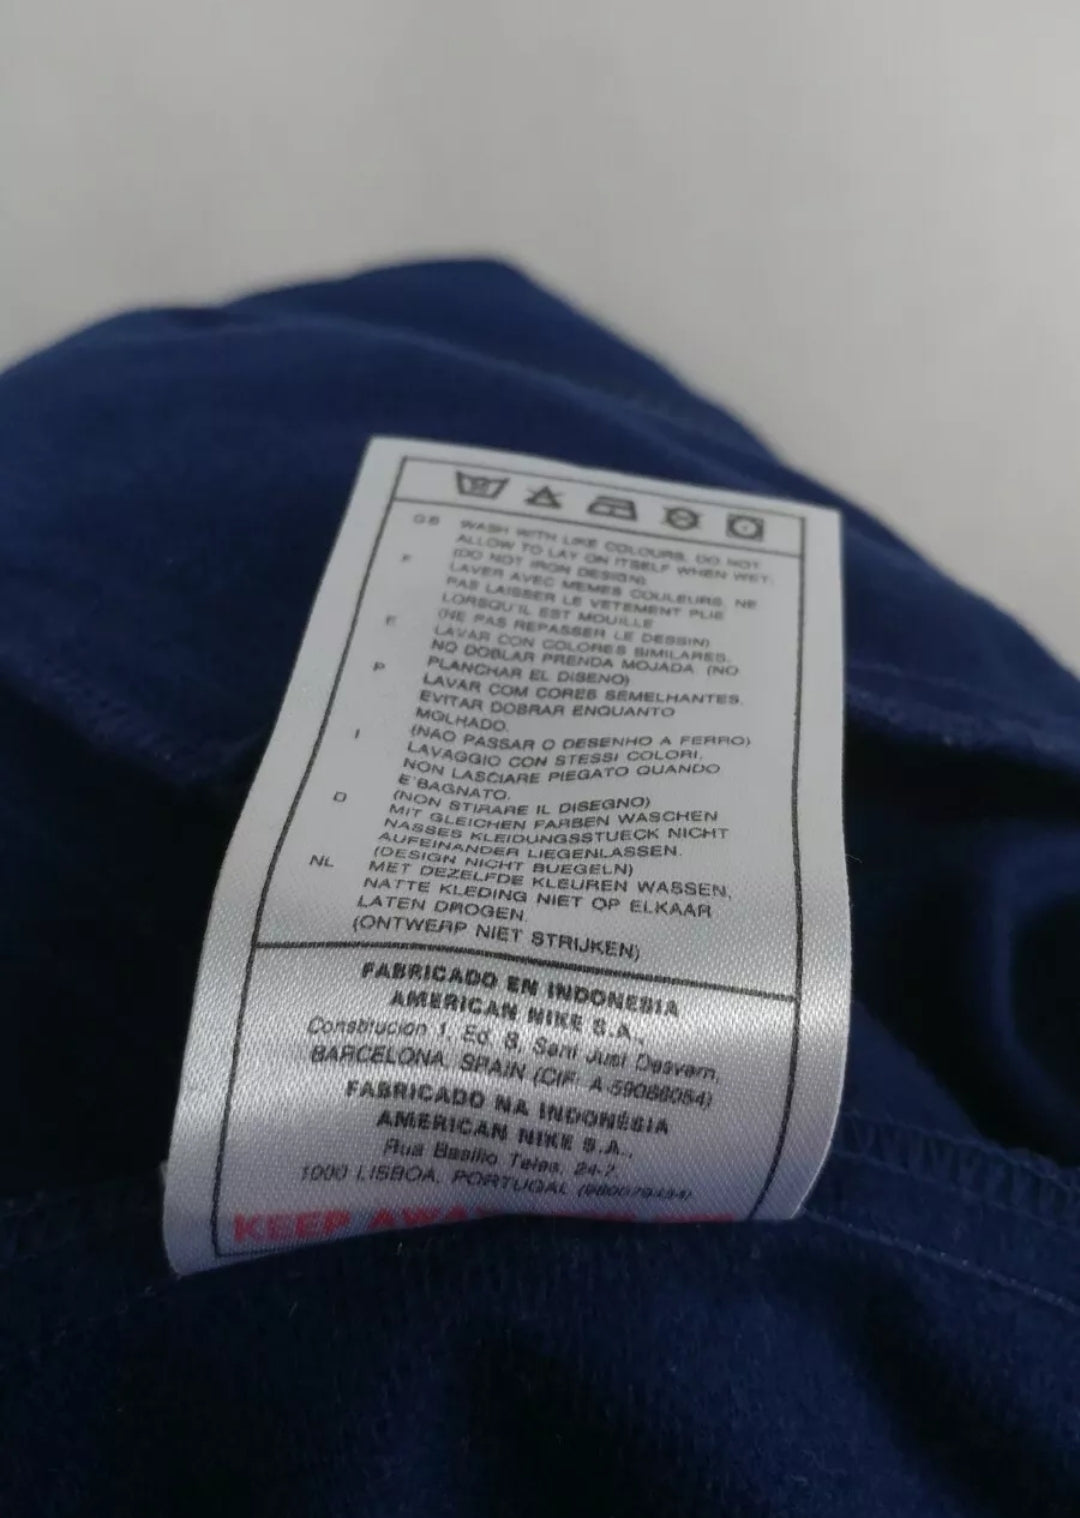 GB WASH WITH LIKE COLOURS. DO NOT
ALLOW TO LAY ON ITSELF WHEN WET.
(DO NOT IRON DESIGN)
F LAVER AVEC MEMES COULEURS. NE
PAS LAISSER LE VETEMENT PLIE
LORSQU'IL EST MOUILLE
(NE PAS REPASSER LE DESSIN)
E LAVAR CON COLORES SIMILARES.
NO DOBLAR PRENDA MOJADA. (NO
PLANCHAR EL DISENO)
P LAVAR COM CORES SEMELHANTES.
EVITAR DOBRAR ENQUANTO
MOLHADO.
(NAO PASSAR O DESENHO A FERRO)
I LAVAGGIO CON STESSI COLORI.
NON LASCIARE PIEGATO QUANDO
E'BAGNATO.
(NON STIRARE IL DISEGNO)
D MIT GLEICHEN FARBEN WASCHEN
NASSES KLEIDUNGSSTUECK NICHT
AUFEINANDER LIEGENLASSEN.
(DESIGN NICHT BUEGELN)
NL MET DEZELFDE KLEUREN WASSEN,
NATTE KLEDING NIET OP ELKAAR
LATEN DROGEN.
(ONTWERP NIET STRIJKEN)
FABRICADO EN INDONESIA
AMERICAN NIKE S.A.,
Constitucion 1, Ed. 8, Sant Just Desvern,
BARCELONA, SPAIN (CIF: A-59086054)
FABRICADO NA INDONÉSIA
AMERICAN NIKE S.A.,
Rua Basilio Teles, 24-7
1000 LISBOA, PORTUGAL
KEEP AWAY